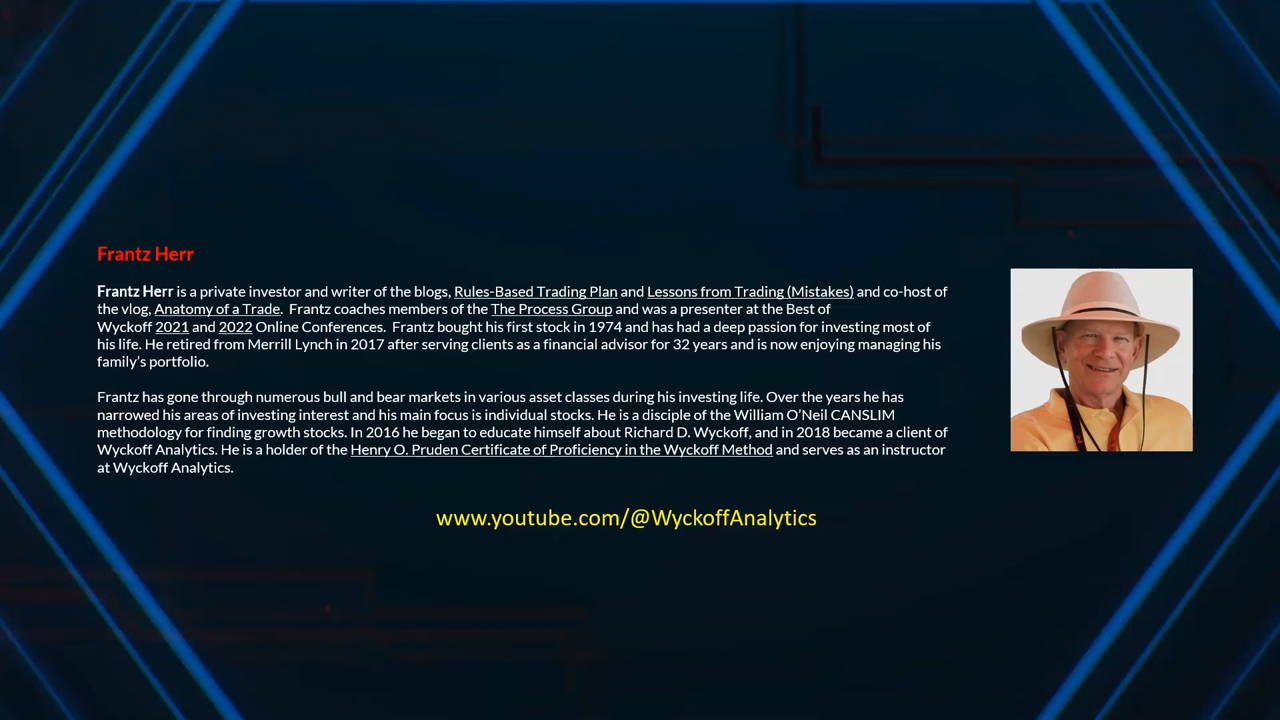 Frantz Herr
Frantz Herr is a private investor and writer of the blogs, Rules-Based Trading Plan and Lessons from Trading (Mistakes) and co-host of
the vlog, Anatomy of a Trade.  Frantz coaches members of the The Process Group and was a presenter at the Best of
Wyckoff 2021 and 2022 Online Conferences.  Frantz bought his first stock in 1974 and has had a deep passion for investing most of
his life. He retired from Merrill Lynch in 2017 after serving clients as a financial advisor for 32 years and is now enjoying managing his
family’s portfolio.
Frantz has gone through numerous bull and bear markets in various asset classes during his investing life. Over the years he has
narrowed his areas of investing interest and his main focus is individual stocks. He is a disciple of the William O’Neil CANSLIM
methodology for finding growth stocks. In 2016 he began to educate himself about Richard D. Wyckoff, and in 2018 became a client of
Wyckoff Analytics. He is a holder of the Henry O. Pruden Certificate of Proficiency in the Wyckoff Method and serves as an instructor
at Wyckoff Analytics.
www.youtube.com/@WyckoffAnalytics